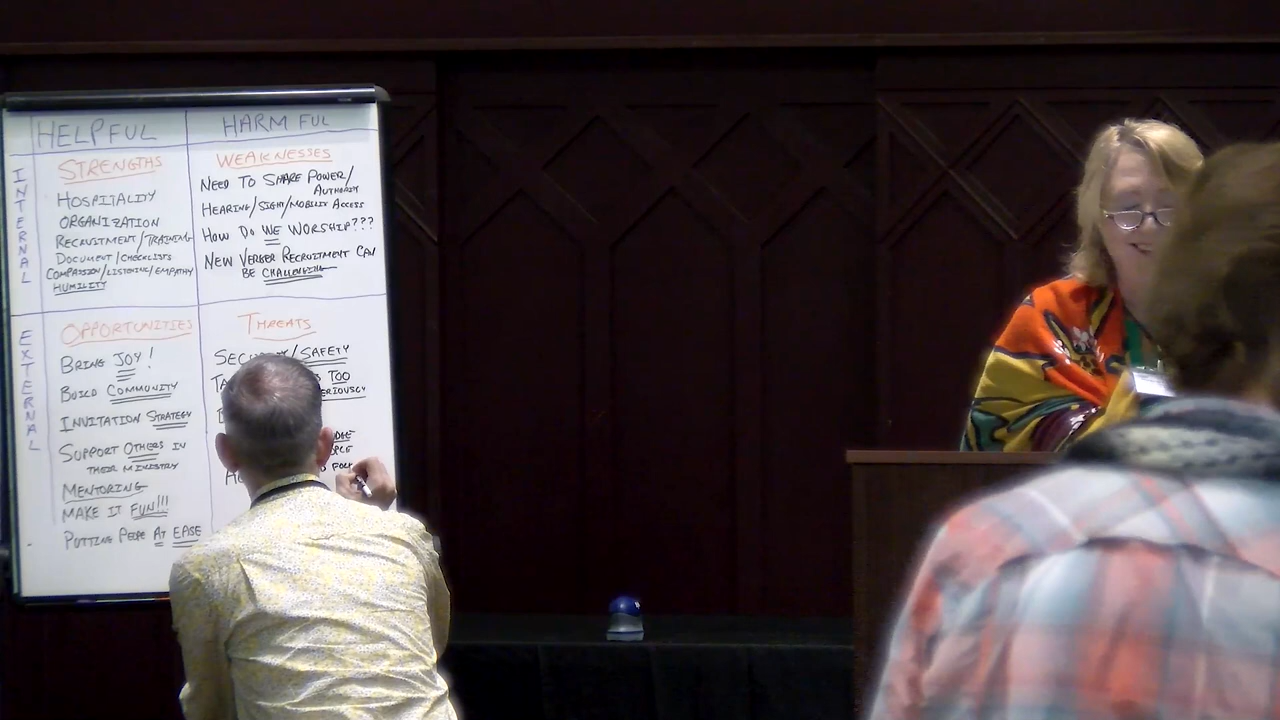 HELPFUL
HARMFUL
INTERNAL
STRENGTHS
HOSPITALITY
ORGANIZATION
RECRUITMENT/TRAINING
DOCUMENT/CHECKLISTS
COMPASSION/LISTENING/EMPATHY
HUMILITY
WEAKNESSES
NEED TO SHARE POWER/
AUTHORITY
HEARING/SIGHT/MOBILITY ACCESS
HOW DO WE WORSHIP???
NEW VERGER RECRUITMENT CAN
BE CHALLENGING
EXTERNAL
OPPORTUNITIES
BRING JOY!
BUILD COMMUNITY
INVITATION STRATEGY
SUPPORT OTHERS IN
THEIR MINISTRY
MENTORING
MAKE IT FUN!!!
PUTTING PEOPLE AT EASE
THREATS
/SAFETY
TOO